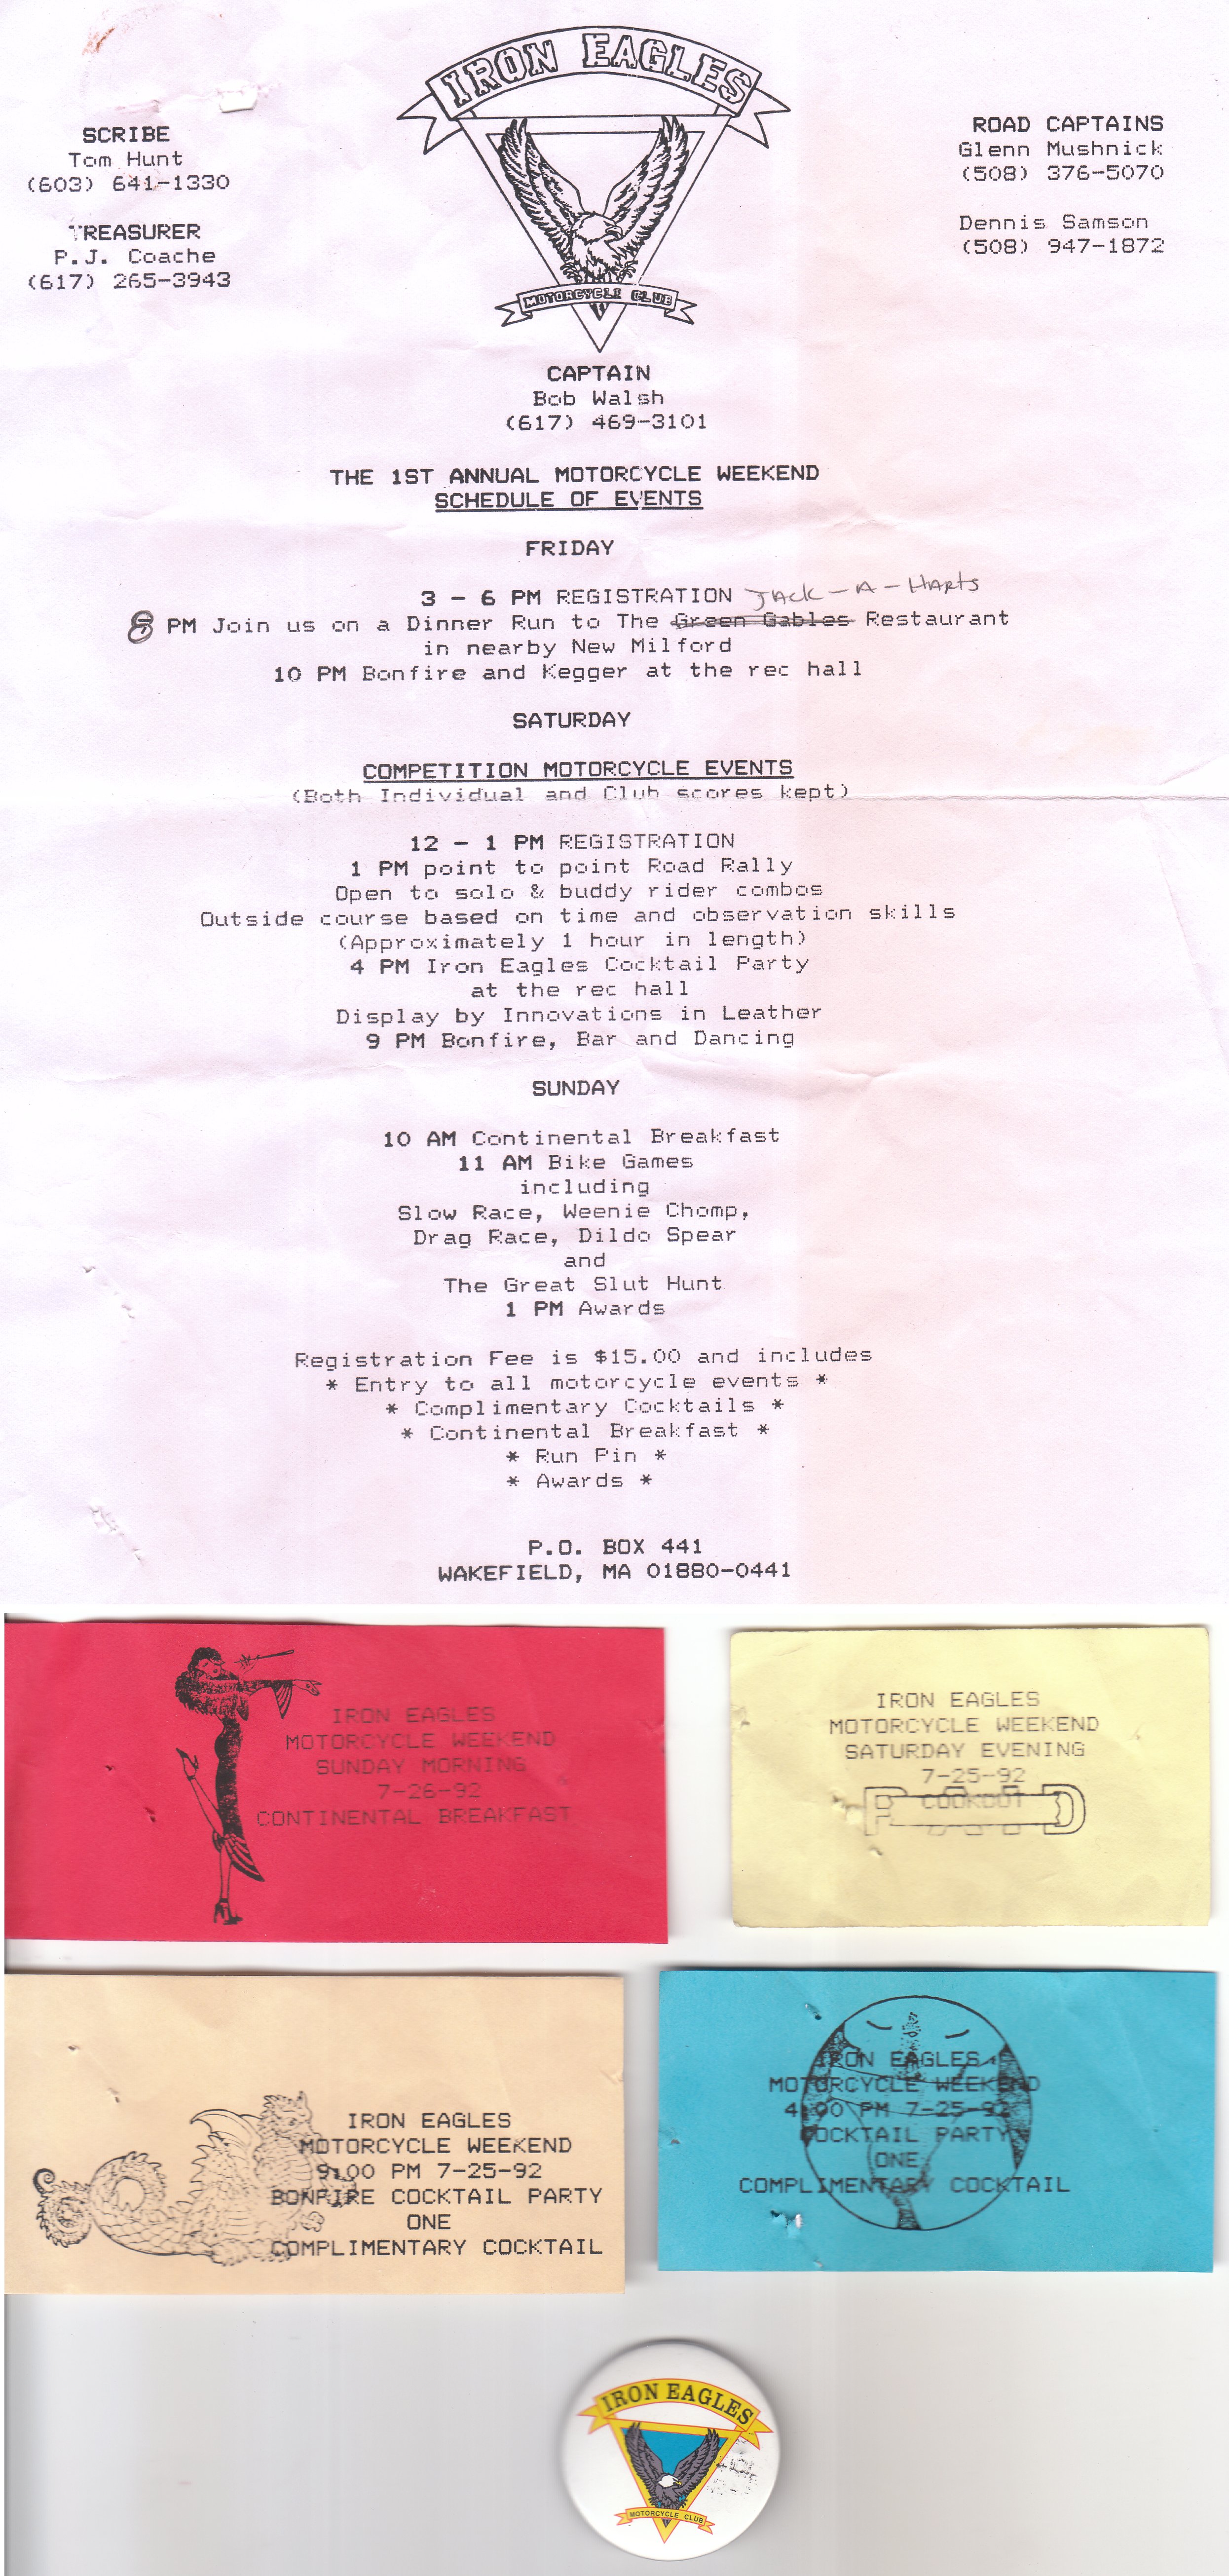 IRON EAGLES
MOTORCYCLE CLUB
SCRIBE
Tom Hunt
(603) 641-1330
TREASURER
P.J. Coache
(617) 265-3943
ROAD CAPTAINS
Glenn Mushnick
(508) 376-5070
Dennis Samson
(508) 947-1872
CAPTAIN
Bob Walsh
(617) 469-3101
THE 1ST ANNUAL MOTORCYCLE WEEKEND
SCHEDULE OF EVENTS
FRIDAY
3 - 6 PM REGISTRATION
Jack-A-Harts
8 PM Join us on a Dinner Run to The Green Gables Restaurant
in nearby New Milford
10 PM Bonfire and Kegger at the rec hall
SATURDAY
COMPETITION MOTORCYCLE EVENTS
(Both Individual and Club scores kept)
12 - 1 PM REGISTRATION
1 PM point to point Road Rally
Open to solo & buddy rider combos
Outside course based on time and observation skills
(Approximately 1 hour in length)
4 PM Iron Eagles Cocktail Party
at the rec hall
Display by Innovations in Leather
9 PM Bonfire, Bar and Dancing
SUNDAY
10 AM Continental Breakfast
11 AM Bike Games
including
Slow Race, Weenie Chomp,
Drag Race, Dildo Spear
and
The Great Slut Hunt
1 PM Awards
Registration Fee is $15.00 and includes
* Entry to all motorcycle events *
* Complimentary Cocktails *
* Continental Breakfast *
* Run Pin *
* Awards *
P.O. BOX 441
WAKEFIELD, MA 01880-0441
IRON EAGLES
MOTORCYCLE WEEKEND
SUNDAY MORNING
7-26-92
CONTINENTAL BREAKFAST
IRON EAGLES
MOTORCYCLE WEEKEND
SATURDAY EVENING
7-25-92
COOKOUT
IRON EAGLES
MOTORCYCLE WEEKEND
9:00 PM 7-25-92
BONFIRE COCKTAIL PARTY
ONE
COMPLIMENTARY COCKTAIL
IRON EAGLES
MOTORCYCLE WEEKEND
4:00 PM 7-25-92
COCKTAIL PARTY
ONE
COMPLIMENTARY COCKTAIL
IRON EAGLES
MOTORCYCLE CLUB